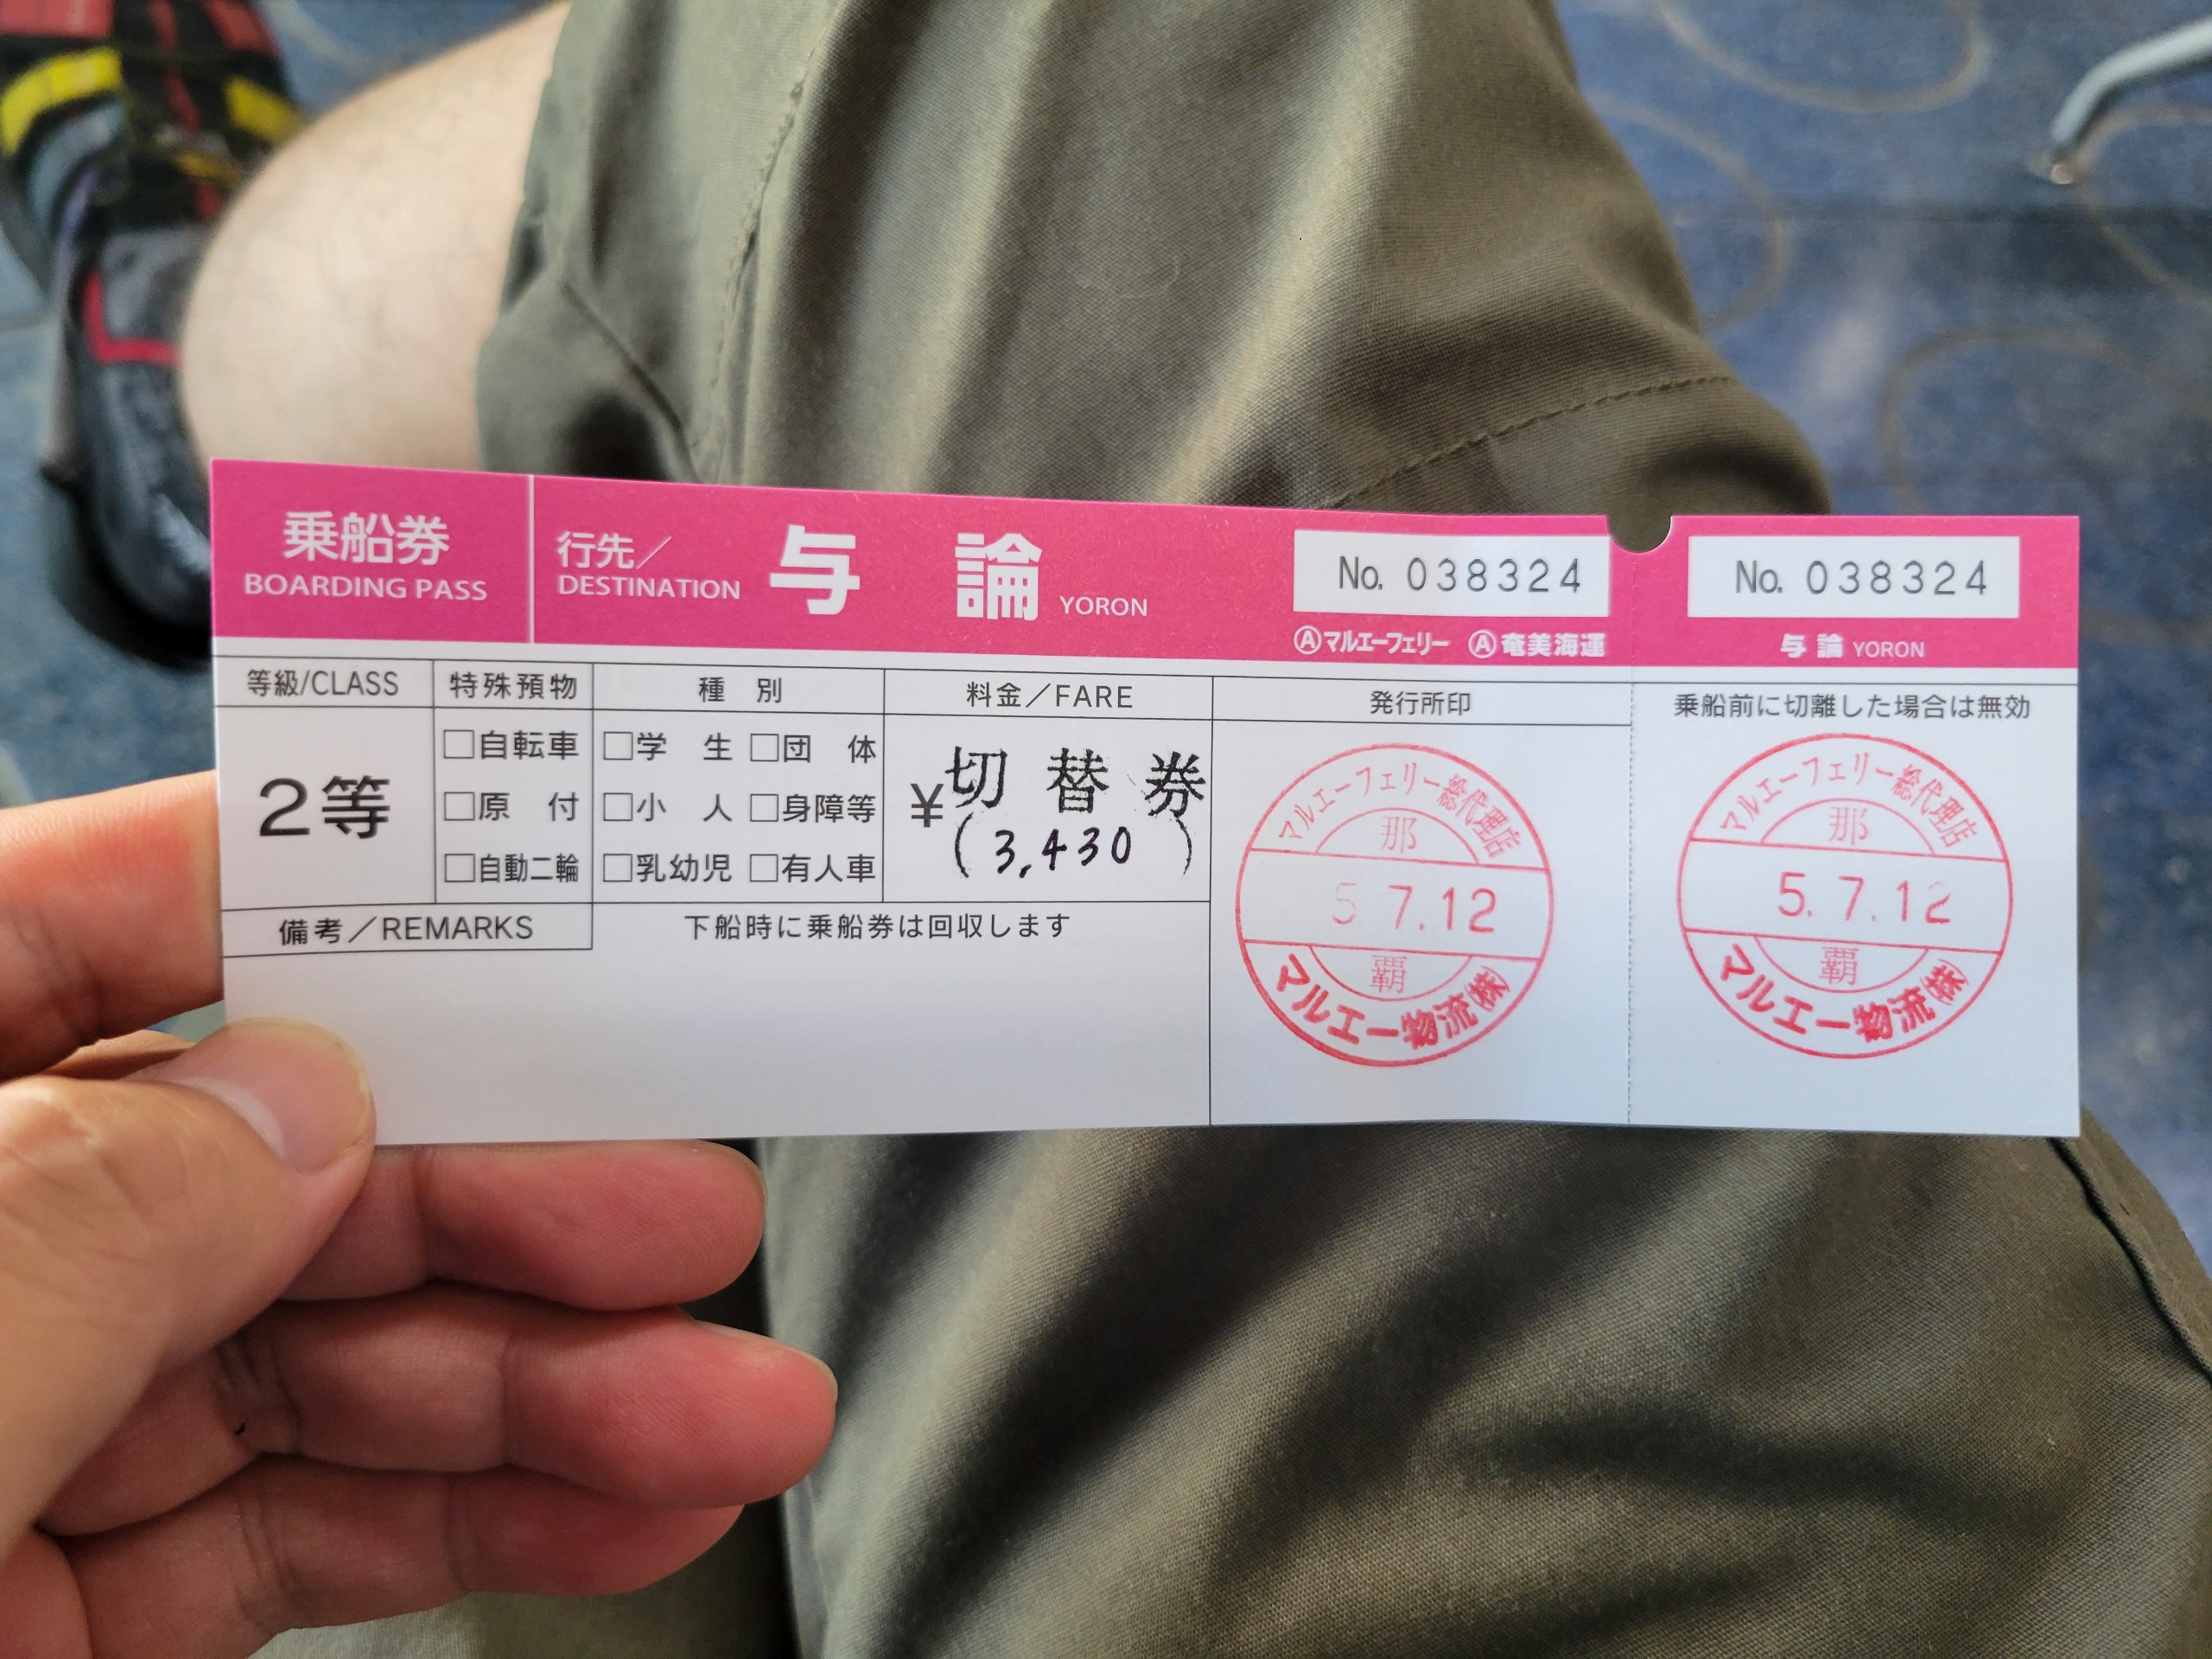 乗船券
BOARDING PASS
行先／
DESTINATION
与 論 YORON
No. 038324
Ⓐマルエーフェリー Ⓐ奄美海運
No. 038324
与論 YORON
等級/CLASS
2等
特殊預物
□自転車
□原 付
□自動二輪
種 別
□学 生 □団 体
□小 人 □身障等
□乳幼児 □有人車
料金／FARE
¥切替券
(3,430)
備考／REMARKS
下船時に乗船券は回収します
発行所印
マルエーフェリー総代理店
那
5 7.12
覇
マルエー物流㈱
乗船前に切離した場合は無効
マルエーフェリー総代理店
那
5.7.12
覇
マルエー物流㈱